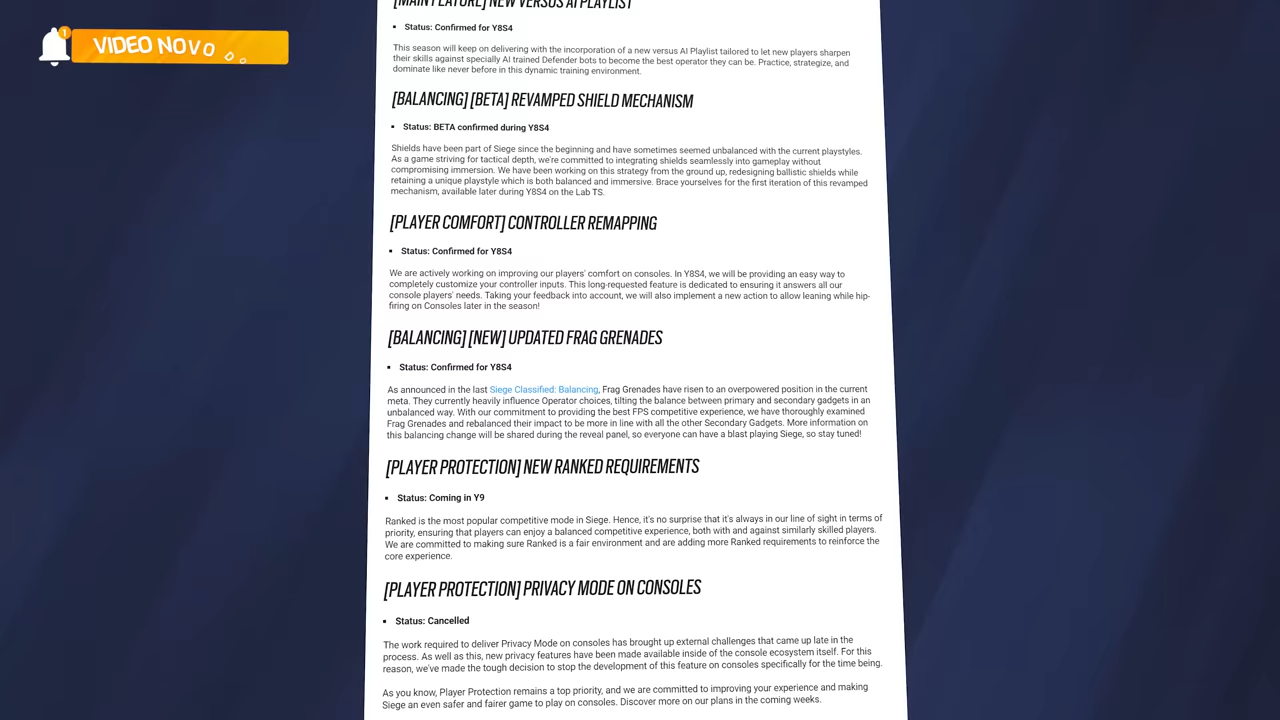 [MAIN FEATURE] NEW VERSUS AI PLAYLIST
1
VIDEO NOVO DO
▪ Status: Confirmed for Y8S4
This season will keep on delivering with the incorporation of a new versus AI Playlist tailored to let new players sharpen
their skills against specially AI trained Defender bots to become the best operator they can be. Practice, strategize, and
dominate like never before in this dynamic training environment.
[BALANCING] [BETA] REVAMPED SHIELD MECHANISM
▪ Status: BETA confirmed during Y8S4
Shields have been part of Siege since the beginning and have sometimes seemed unbalanced with the current playstyles.
As a game striving for tactical depth, we're committed to integrating shields seamlessly into gameplay without
compromising immersion. We have been working on this strategy from the ground up, redesigning ballistic shields while
retaining a unique playstyle which is both balanced and immersive. Brace yourselves for the first iteration of this revamped
mechanism, available later during Y8S4 on the Lab TS.
[PLAYER COMFORT] CONTROLLER REMAPPING
▪ Status: Confirmed for Y8S4
We are actively working on improving our players' comfort on consoles. In Y8S4, we will be providing an easy way to
completely customize your controller inputs. This long-requested feature is dedicated to ensuring it answers all our
console players' needs. Taking your feedback into account, we will also implement a new action to allow leaning while hip-
firing on Consoles later in the season!
[BALANCING] [NEW] UPDATED FRAG GRENADES
▪ Status: Confirmed for Y8S4
As announced in the last Siege Classified: Balancing, Frag Grenades have risen to an overpowered position in the current
meta. They currently heavily influence Operator choices, tilting the balance between primary and secondary gadgets in an
unbalanced way. With our commitment to providing the best FPS competitive experience, we have thoroughly examined
Frag Grenades and rebalanced their impact to be more in line with all the other Secondary Gadgets. More information on
this balancing change will be shared during the reveal panel, so everyone can have a blast playing Siege, so stay tuned!
[PLAYER PROTECTION] NEW RANKED REQUIREMENTS
▪ Status: Coming in Y9
Ranked is the most popular competitive mode in Siege. Hence, it's no surprise that it's always in our line of sight in terms of
priority, ensuring that players can enjoy a balanced competitive experience, both with and against similarly skilled players.
We are committed to making sure Ranked is a fair environment and are adding more Ranked requirements to reinforce the
core experience.
[PLAYER PROTECTION] PRIVACY MODE ON CONSOLES
▪ Status: Cancelled
The work required to deliver Privacy Mode on consoles has brought up external challenges that came up late in the
process. As well as this, new privacy features have been made available inside of the console ecosystem itself. For this
reason, we've made the tough decision to stop the development of this feature on consoles specifically for the time being.
As you know, Player Protection remains a top priority, and we are committed to improving your experience and making
Siege an even safer and fairer game to play on consoles. Discover more on our plans in the coming weeks.